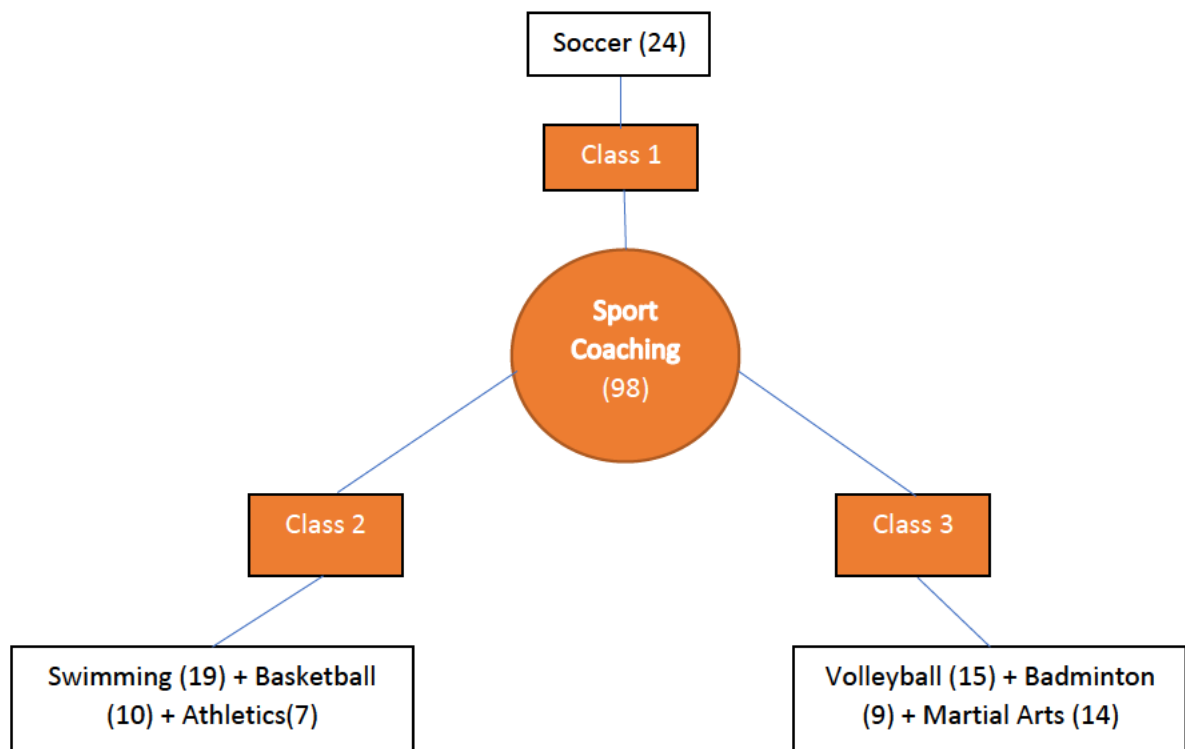 Soccer (24)
Class 1
Sport
Coaching
(98)
Class 2
Class 3
Swimming (19) + Basketball
(10) + Athletics(7)
Volleyball (15) + Badminton
(9) + Martial Arts (14)